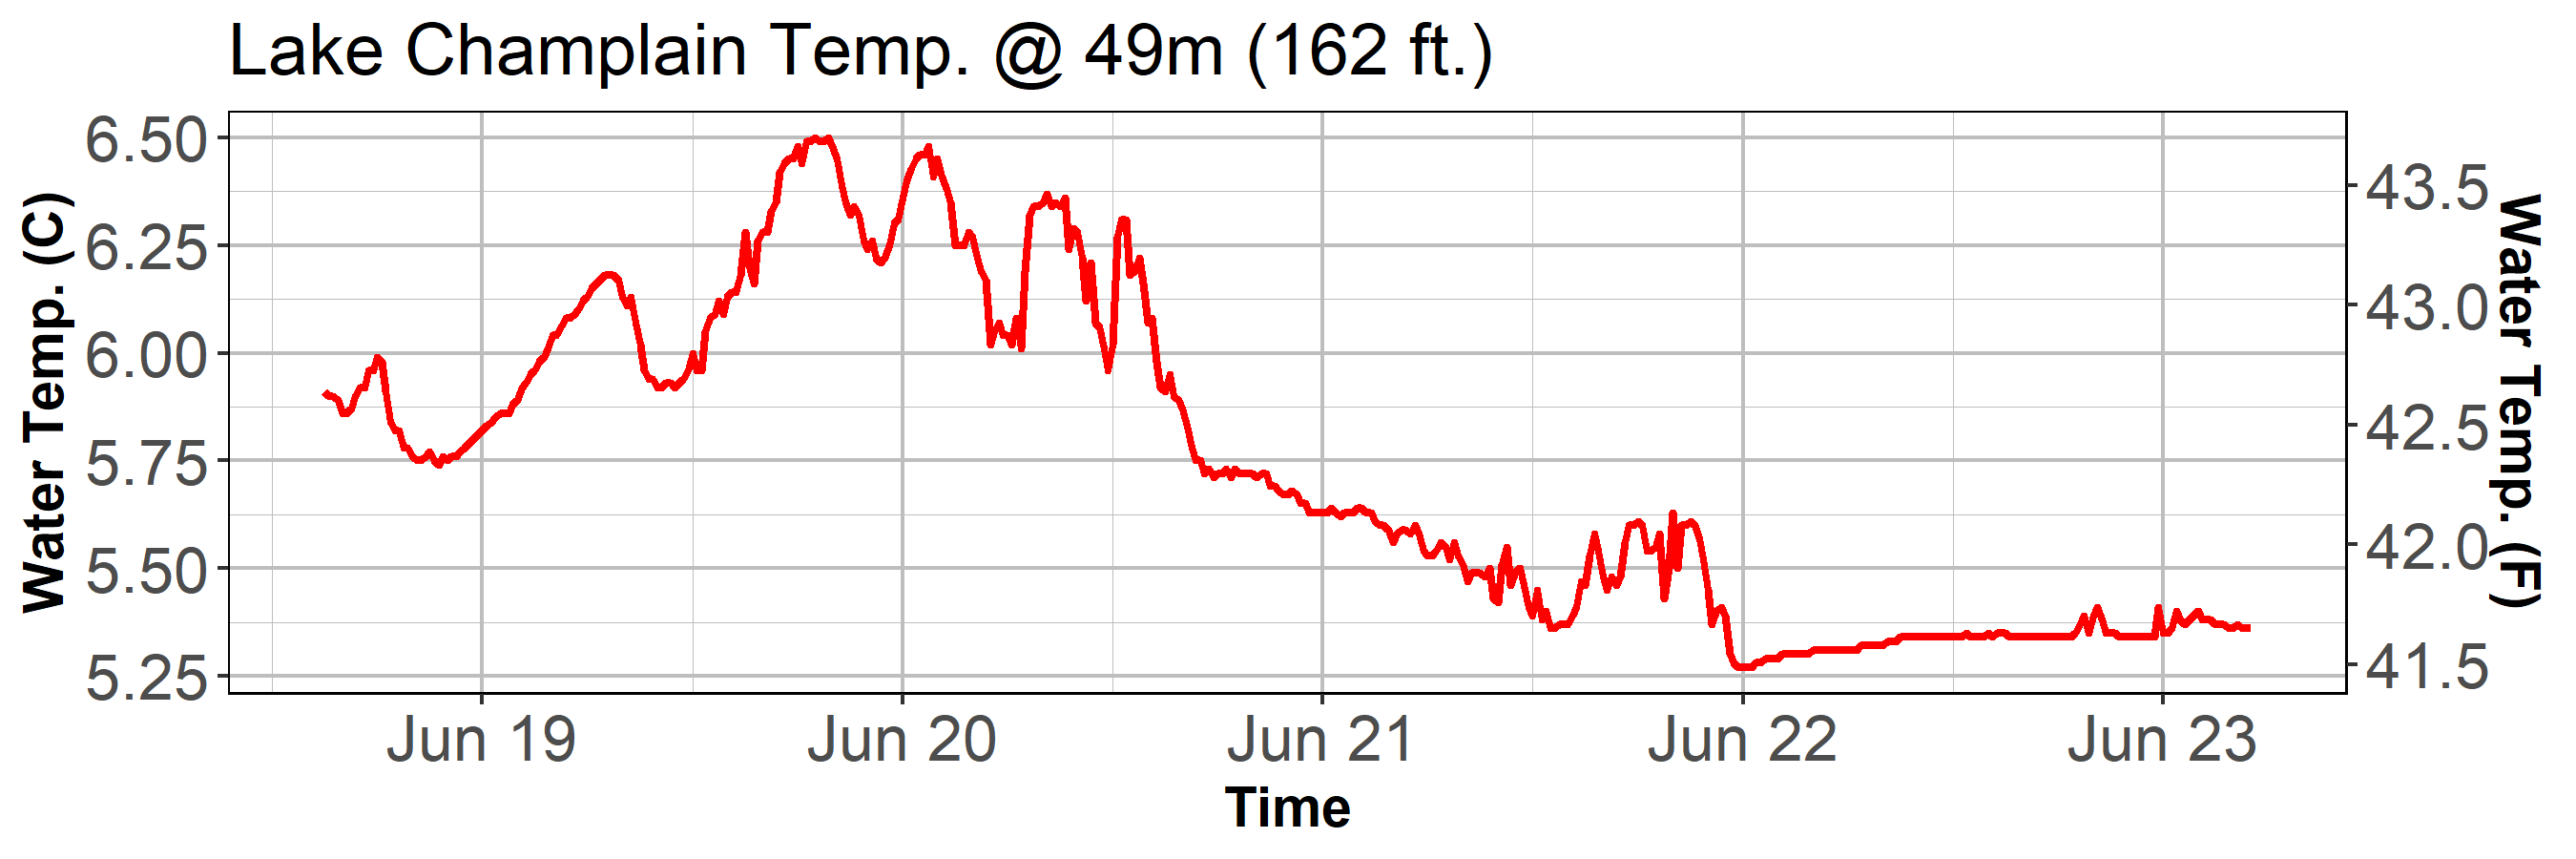 Lake Champlain Temp. @ 49m (162 ft.)
Water Temp. (C)
6.50
6.25
6.00
5.75
5.50
5.25
43.5
43.0
42.5
42.0
41.5
Water Temp. (F)
Jun 19 Jun 20 Jun 21 Jun 22 Jun 23
Time